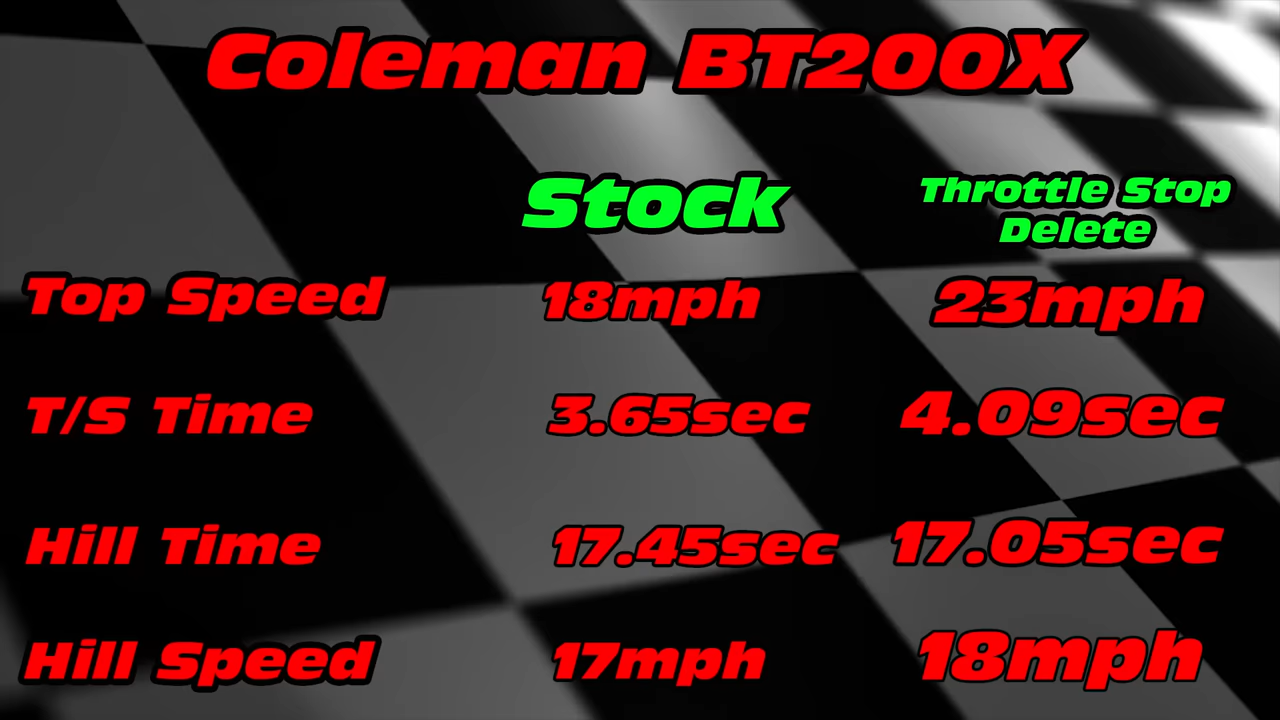 Coleman BT200X
Stock
Throttle Stop
Delete
Top Speed 18mph 23mph
T/S Time 3.65sec 4.09sec
Hill Time 17.45sec 17.05sec
Hill Speed 17mph 18mph